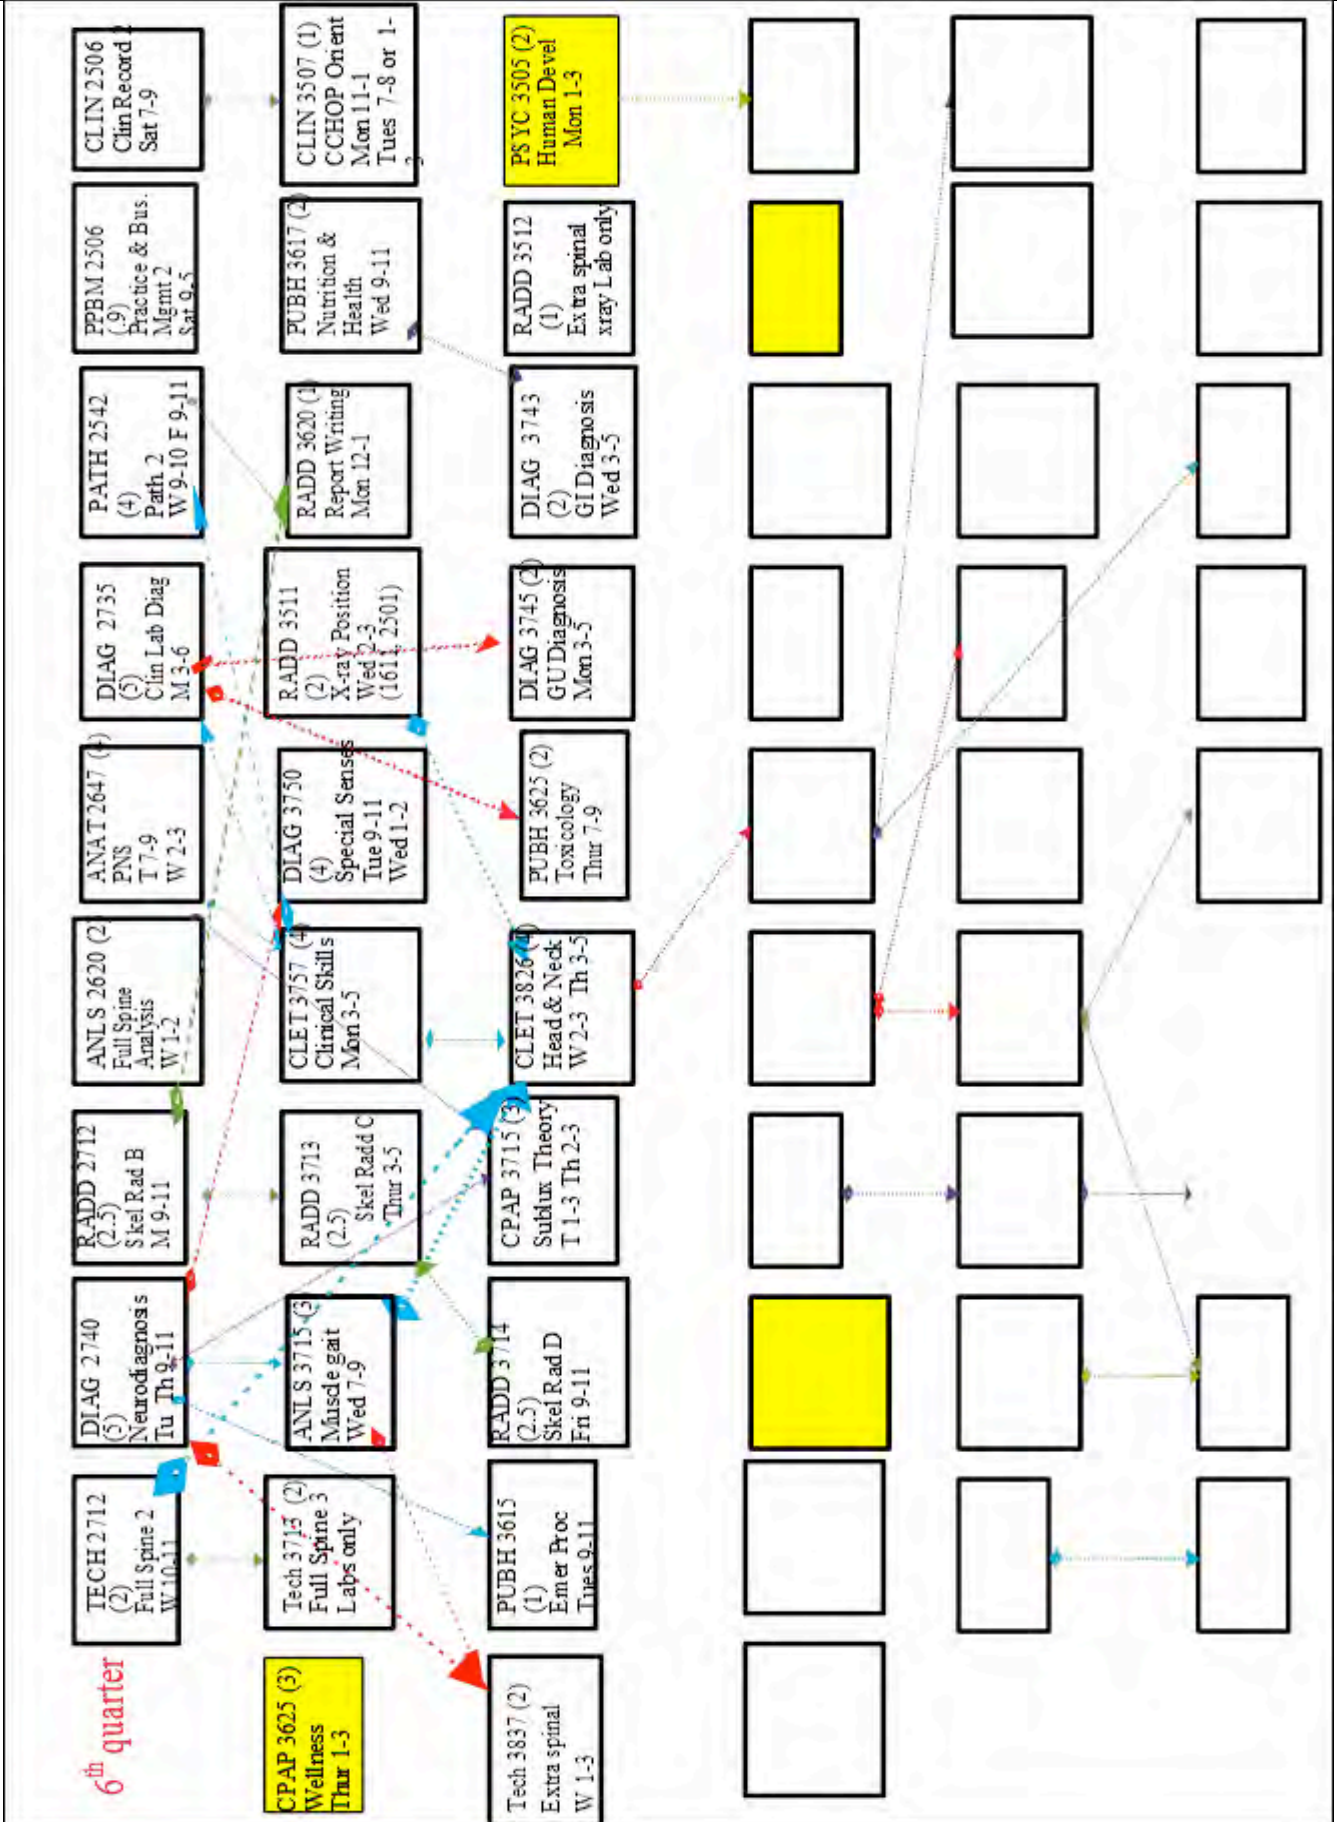 6th quarter
TECH 2712
(2)
Full Spine 2
W 10-11
DIAG 2740
(5)
Neurodiagnosis
Tu Th 9-11
RADD 2712
(2.5)
Skel Rad B
M 9-11
ANLS 2620 (2)
Full Spine
Analysis
W 1-2
ANAT 2647 (4)
PNS
T 7-9
W 2-3
DIAG 2735
(5)
Clin Lab Diag
M 3-6
PATH 2542
(4)
Path 2
W 9-10 F 9-11
PPBM 2506
(.9)
Practice & Bus.
Mgmt 2
Sat 9-5
CLIN 2506
Clin Record 2
Sat 7-9
CPAP 3625 (3)
Wellness
Thur 1-3
Tech 3713 (2)
Full Spine 3
Labs only
ANLS 3715 (3)
Muscle gait
Wed 7-9
RADD 3713
(2.5)
Skel Radd C
Thur 3-5
CLET 3757 (4)
Clinical Skills
Mon 3-5
DIAG 3750
(4)
Special Senses
Tue 9-11
Wed 1-2
RADD 3511
(2)
X-ray Position
Wed 2-3
(1612, 2501)
RADD 3620 (1)
Report Writing
Mon 12-1
PUBH 3617 (2)
Nutrition &
Health
Wed 9-11
CLIN 3507 (1)
CCHOP Orient
Mon 11-1
Tues 7-8 or 1-
Tech 3837 (2)
Extra spinal
W 1-3
PUBH 3615
(1)
Emer Proc
Tues 9-11
RADD 3714
(2.5)
Skel Rad D
Fri 9-11
CPAP 3715 (3)
Sublux Theory
T 1-3 Th 2-3
CLET 3826 (4)
Head & Neck
W 2-3 Th 3-5
PUBH 3625 (2)
Toxicology
Thur 7-9
DIAG 3745 (2)
GU Diagnosis
Mon 3-5
DIAG 3743
(2)
GI Diagnosis
Wed 3-5
RADD 3512
(1)
Extra spinal
xray Lab only
PSYC 3505 (2)
Human Devel
Mon 1-3